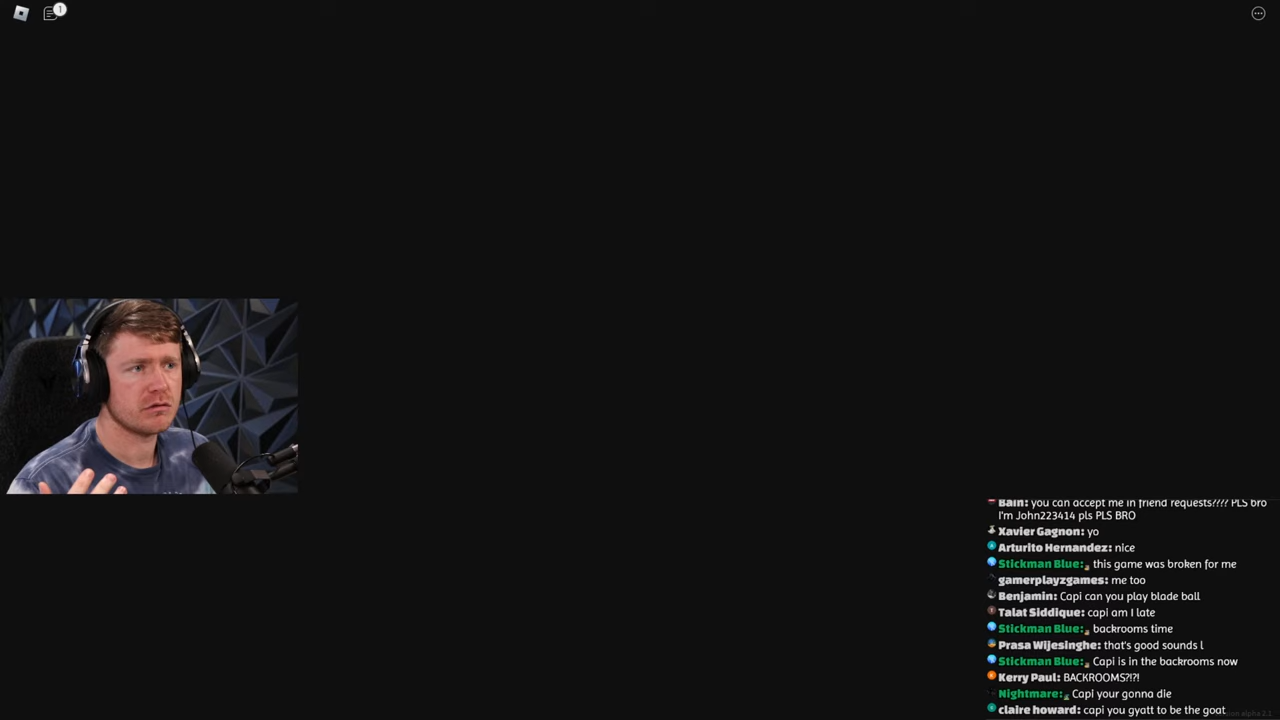 1
Bain: you can accept me in friend requests???? PLS bro
I'm John223414 pls PLS BRO
Xavier Gagnon: yo
Arturito Hernandez: nice
Stickman Blue: this game was broken for me
gamerplayzgames: me too
Benjamin: Capi can you play blade ball
Talat Siddique: capi am I late
Stickman Blue: backrooms time
Prasa Wijesinghe: that's good sounds l
Stickman Blue: Capi is in the backrooms now
Kerry Paul: BACKROOMS?!?!
Nightmare: Capi your gonna die
claire howard: capi you gyatt to be the goat
alpha 2.1